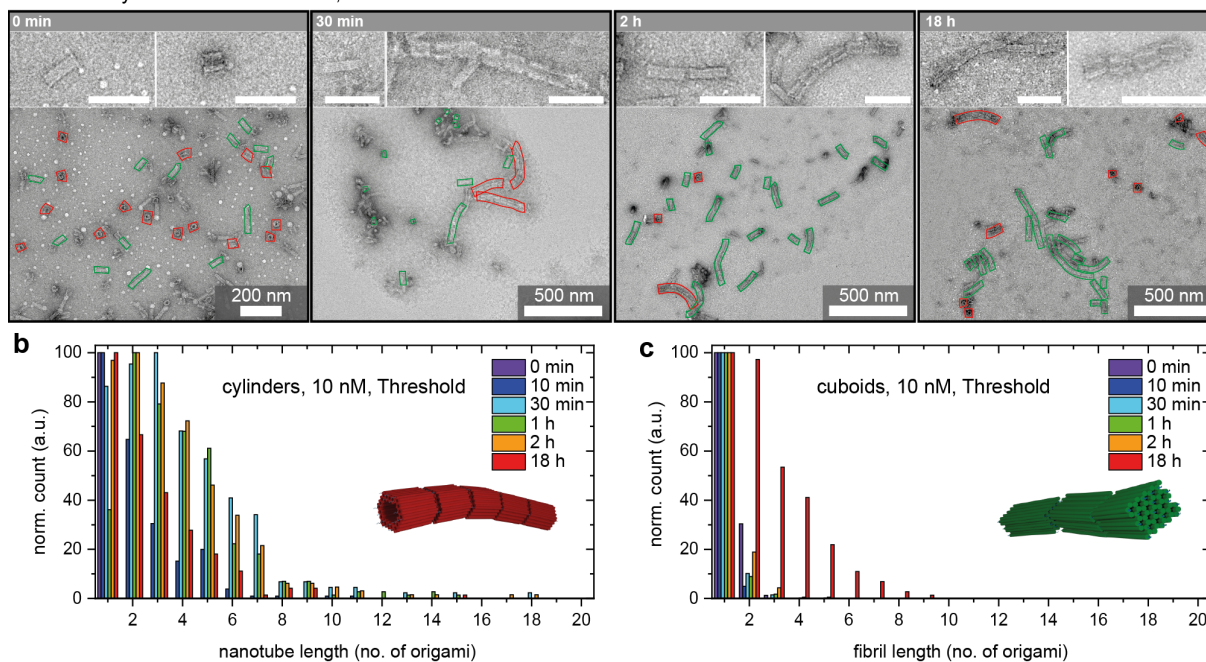 0 min
30 min
2 h
18 h
200 nm
500 nm
500 nm
500 nm
b
100
80
60
40
20
0
norm. count (a.u.)
cylinders, 10 nM, Threshold
0 min
10 min
30 min
1 h
2 h
18 h
2 4 6 8 10 12 14 16 18 20
nanotube length (no. of origami)
c
100
80
60
40
20
0
norm. count (a.u.)
cuboids, 10 nM, Threshold
0 min
10 min
30 min
1 h
2 h
18 h
2 4 6 8 10 12 14 16 18 20
fibril length (no. of origami)